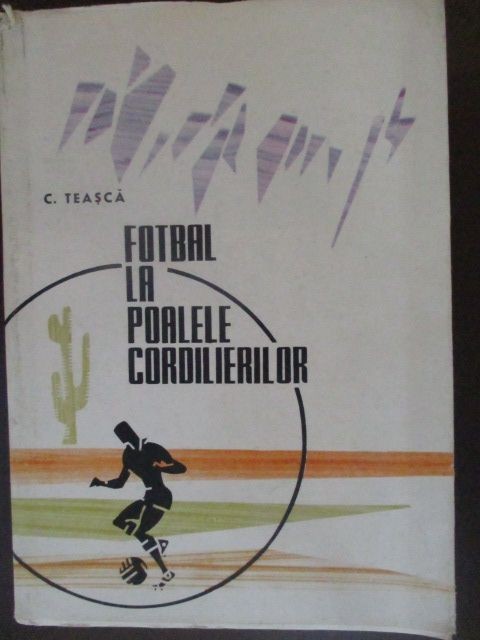 C. TEAȘCĂ
FOTBAL
LA
POALELE
CORDILIERILOR